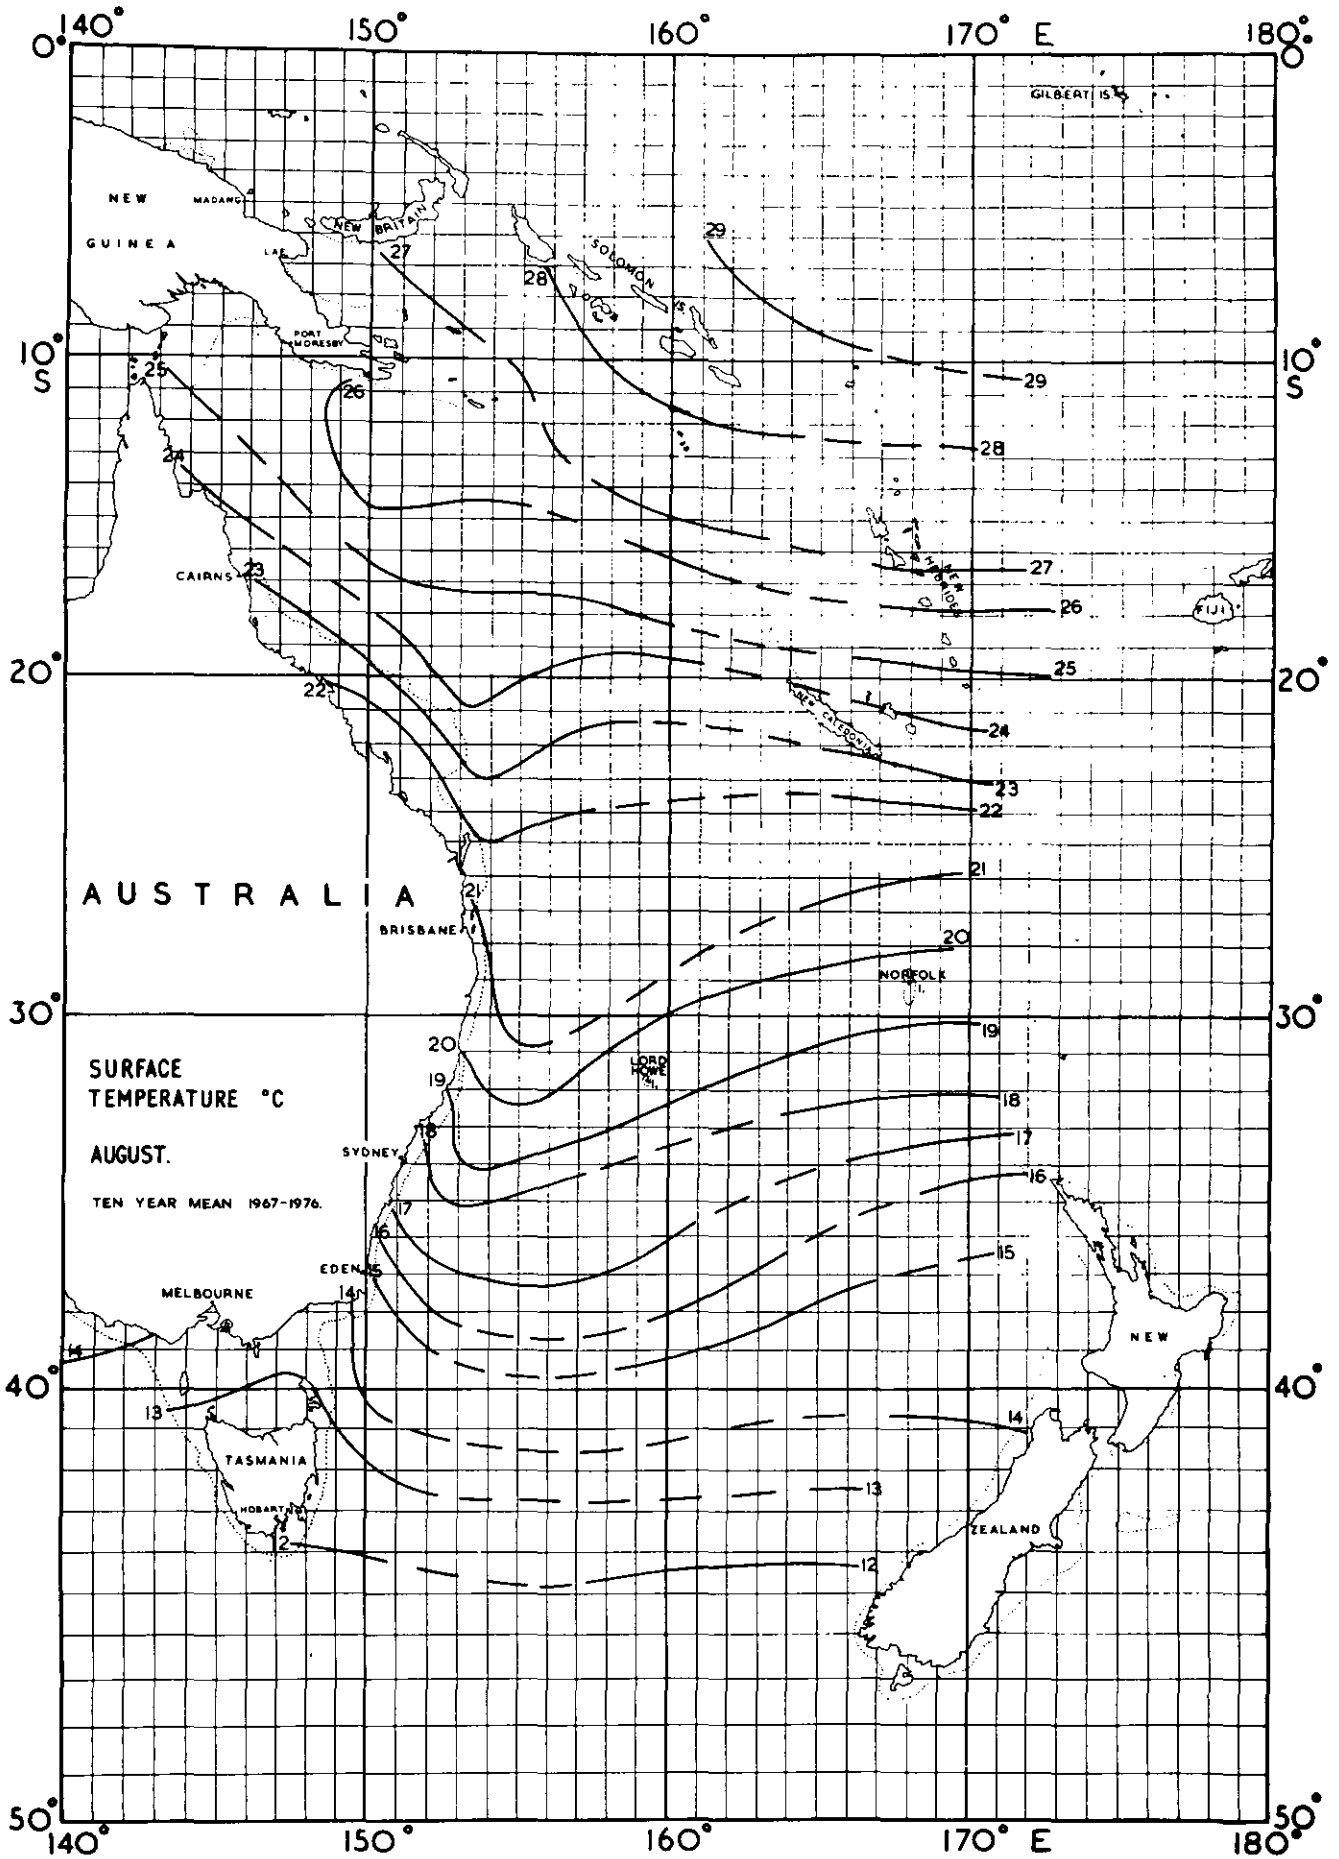 140° 150° 160° 170° E 180°
0° 0°
GILBERT IS.
NEW MADANG
NEW BRITAIN
GUINEA
LAE
29
27
SOLOMON IS.
28
PORT MORESBY
10° S 10° S
25
26
29
24
28
CAIRNS
23
NEW HEBRIDES
27
26
FIJI
25
20° 20°
22
NEW CALEDONIA
24
23
22
AUSTRALIA
21
21
BRISBANE
20
NORFOLK I.
30° 30°
19
20
LORD HOWE I.
SURFACE
TEMPERATURE °C
19
18
18
AUGUST.
SYDNEY
17
16
TEN YEAR MEAN 1967-1976.
17
16
15
EDEN
15
MELBOURNE
14
NEW
14
40° 40°
13
14
TASMANIA
13
HOBART
ZEALAND
12
12
50° 50°
140° 150° 160° 170° E 180°